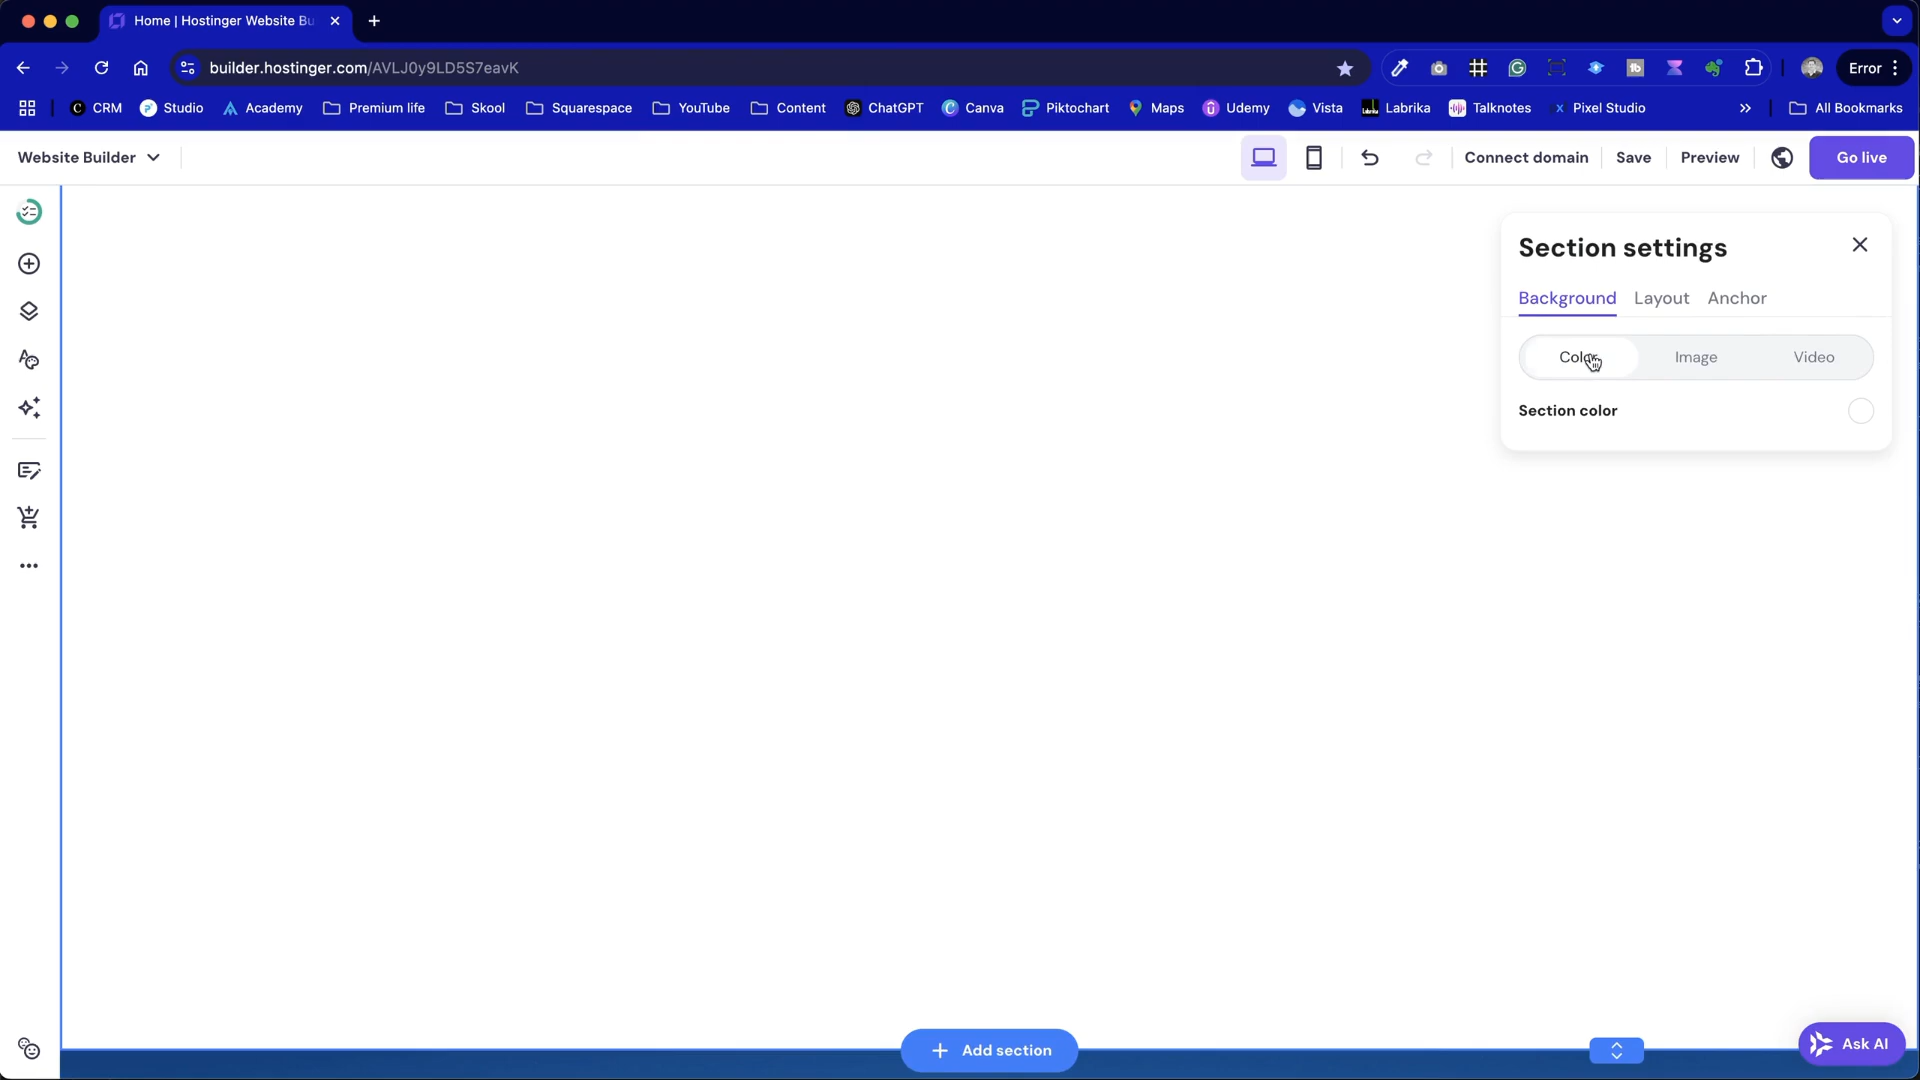 Home | Hostinger Website Bu
builder.hostinger.com/AVLJ0y9LD5S7eavK
Error
CRM Studio Academy Premium life Skool Squarespace YouTube Content ChatGPT Canva Piktochart Maps Udemy Vista Labrika Talknotes Pixel Studio All Bookmarks
Website Builder
Connect domain Save Preview Go live
Section settings
Background Layout Anchor
Color Image Video
Section color
Add section
Ask AI